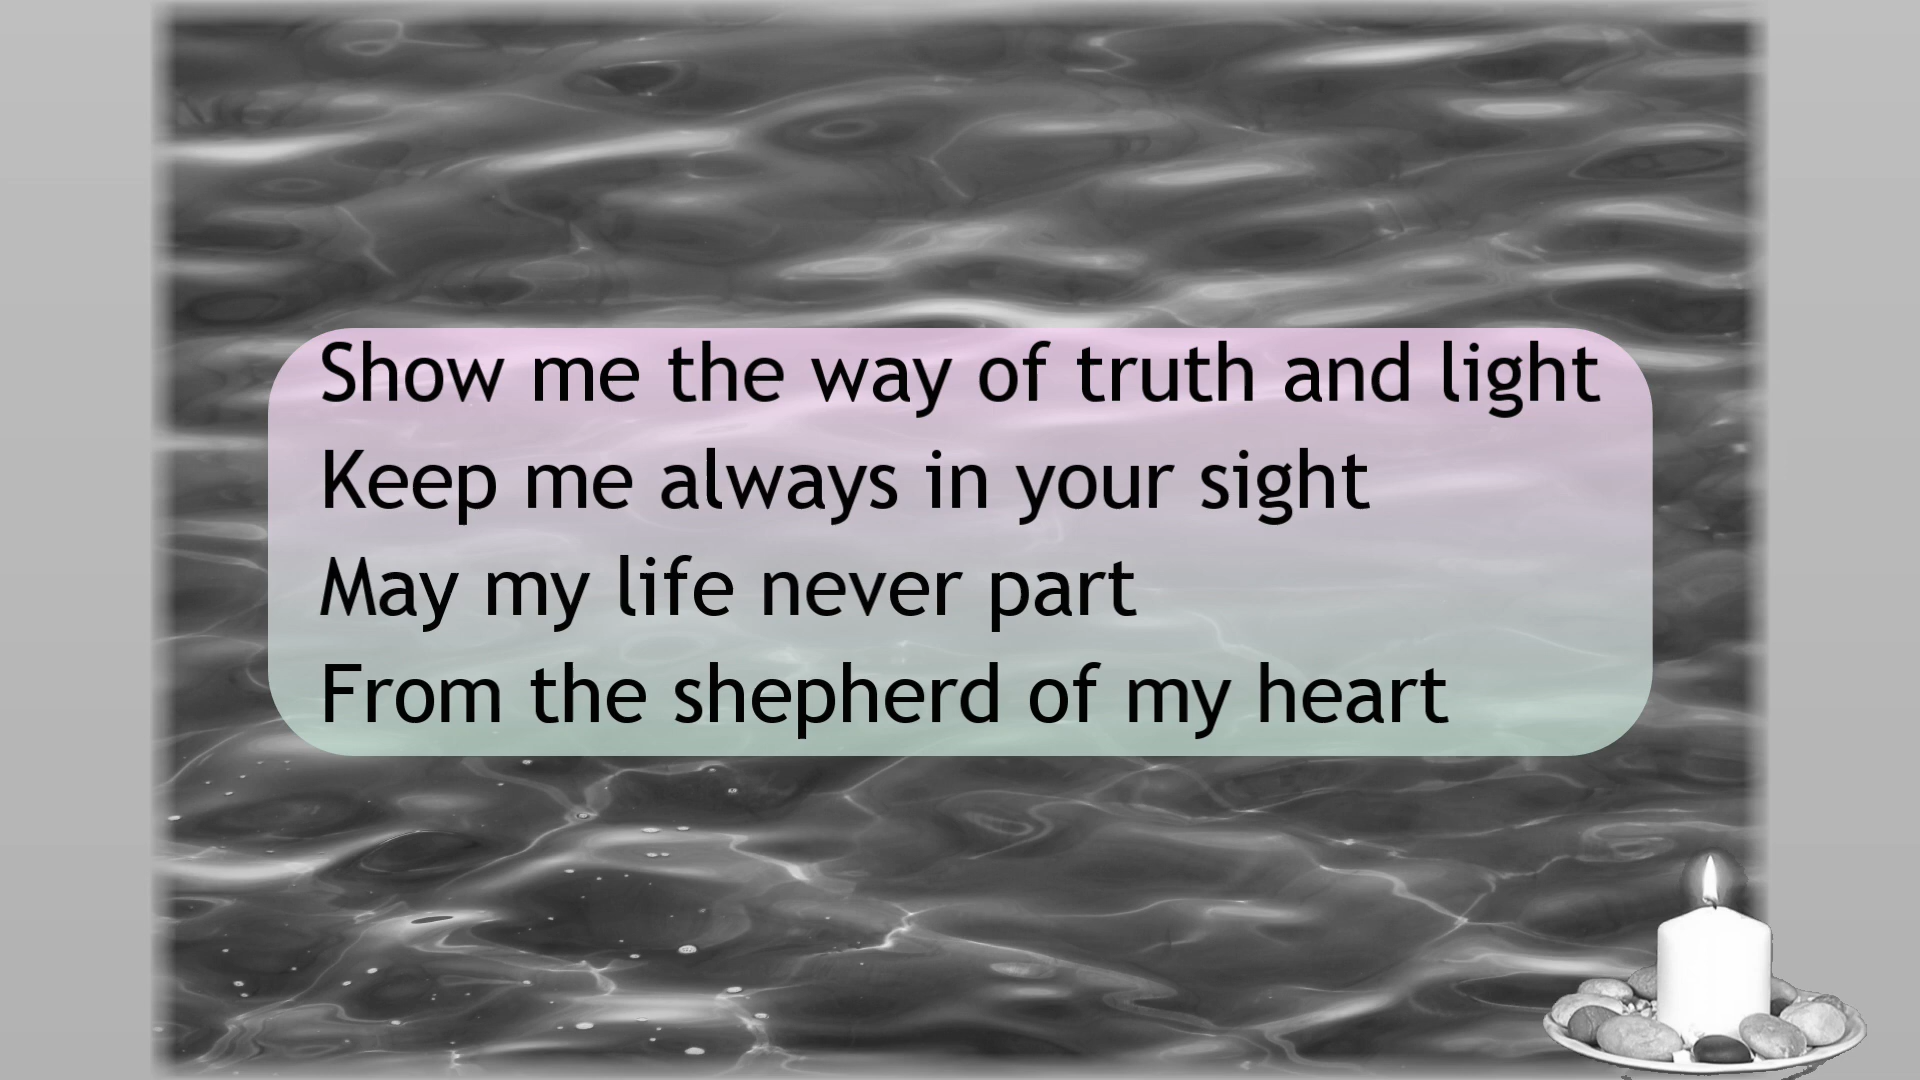 Show me the way of truth and light
Keep me always in your sight
May my life never part
From the shepherd of my heart